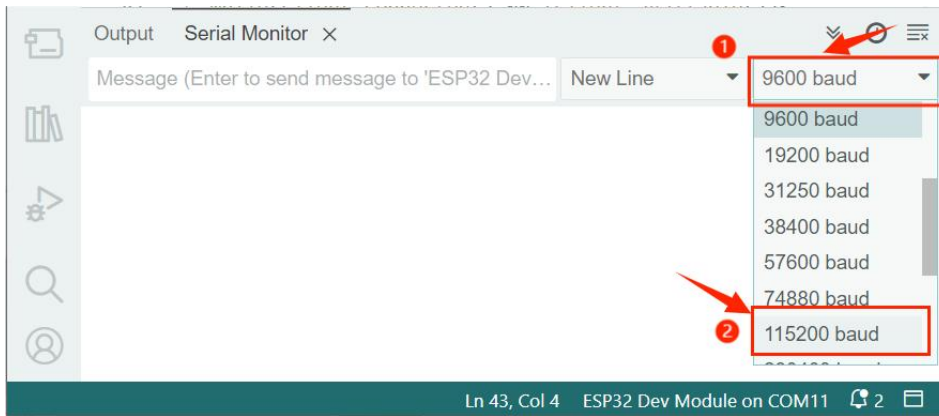 Output Serial Monitor ×
1
Message (Enter to send message to 'ESP32 Dev... New Line 9600 baud
9600 baud
19200 baud
31250 baud
38400 baud
57600 baud
74880 baud
2 115200 baud
Ln 43, Col 4 ESP32 Dev Module on COM11 2